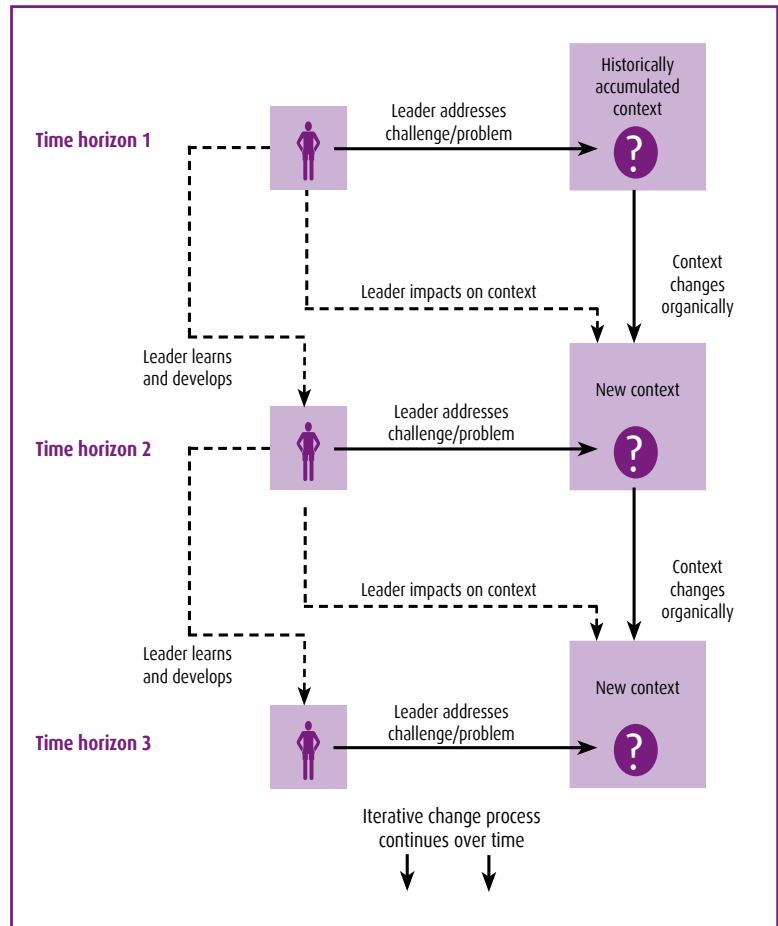 Historically
accumulated
context
?
Time horizon 1
Leader addresses
challenge/problem
Context
changes
organically
Leader impacts on context
Leader learns
and develops
New context
?
Time horizon 2
Leader addresses
challenge/problem
Context
changes
organically
Leader impacts on context
Leader learns
and develops
New context
?
Time horizon 3
Leader addresses
challenge/problem
Iterative change process
continues over time